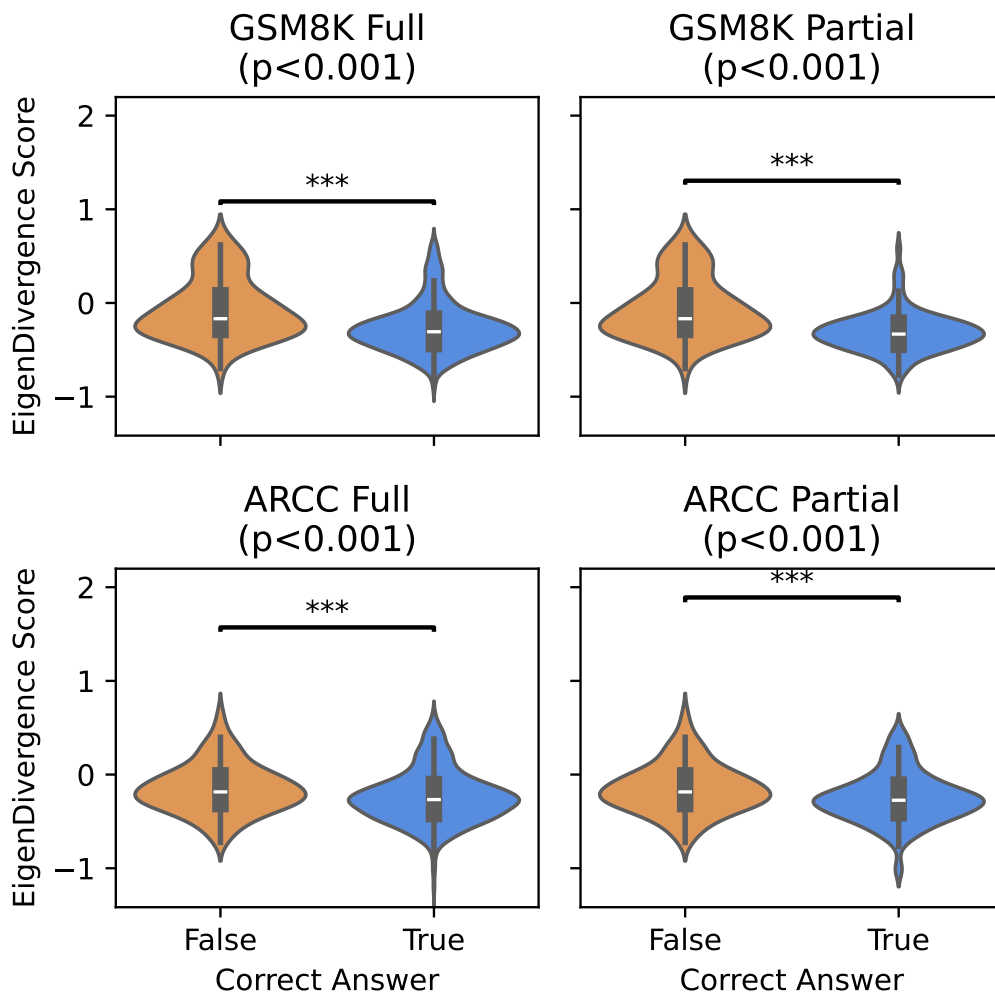 GSM8K Full
(p<0.001)
GSM8K Partial
(p<0.001)
EigenDivergence Score
2
1
0
−1
***
***
ARCC Full
(p<0.001)
ARCC Partial
(p<0.001)
EigenDivergence Score
2
1
0
−1
***
***
False
True
False
True
Correct Answer
Correct Answer